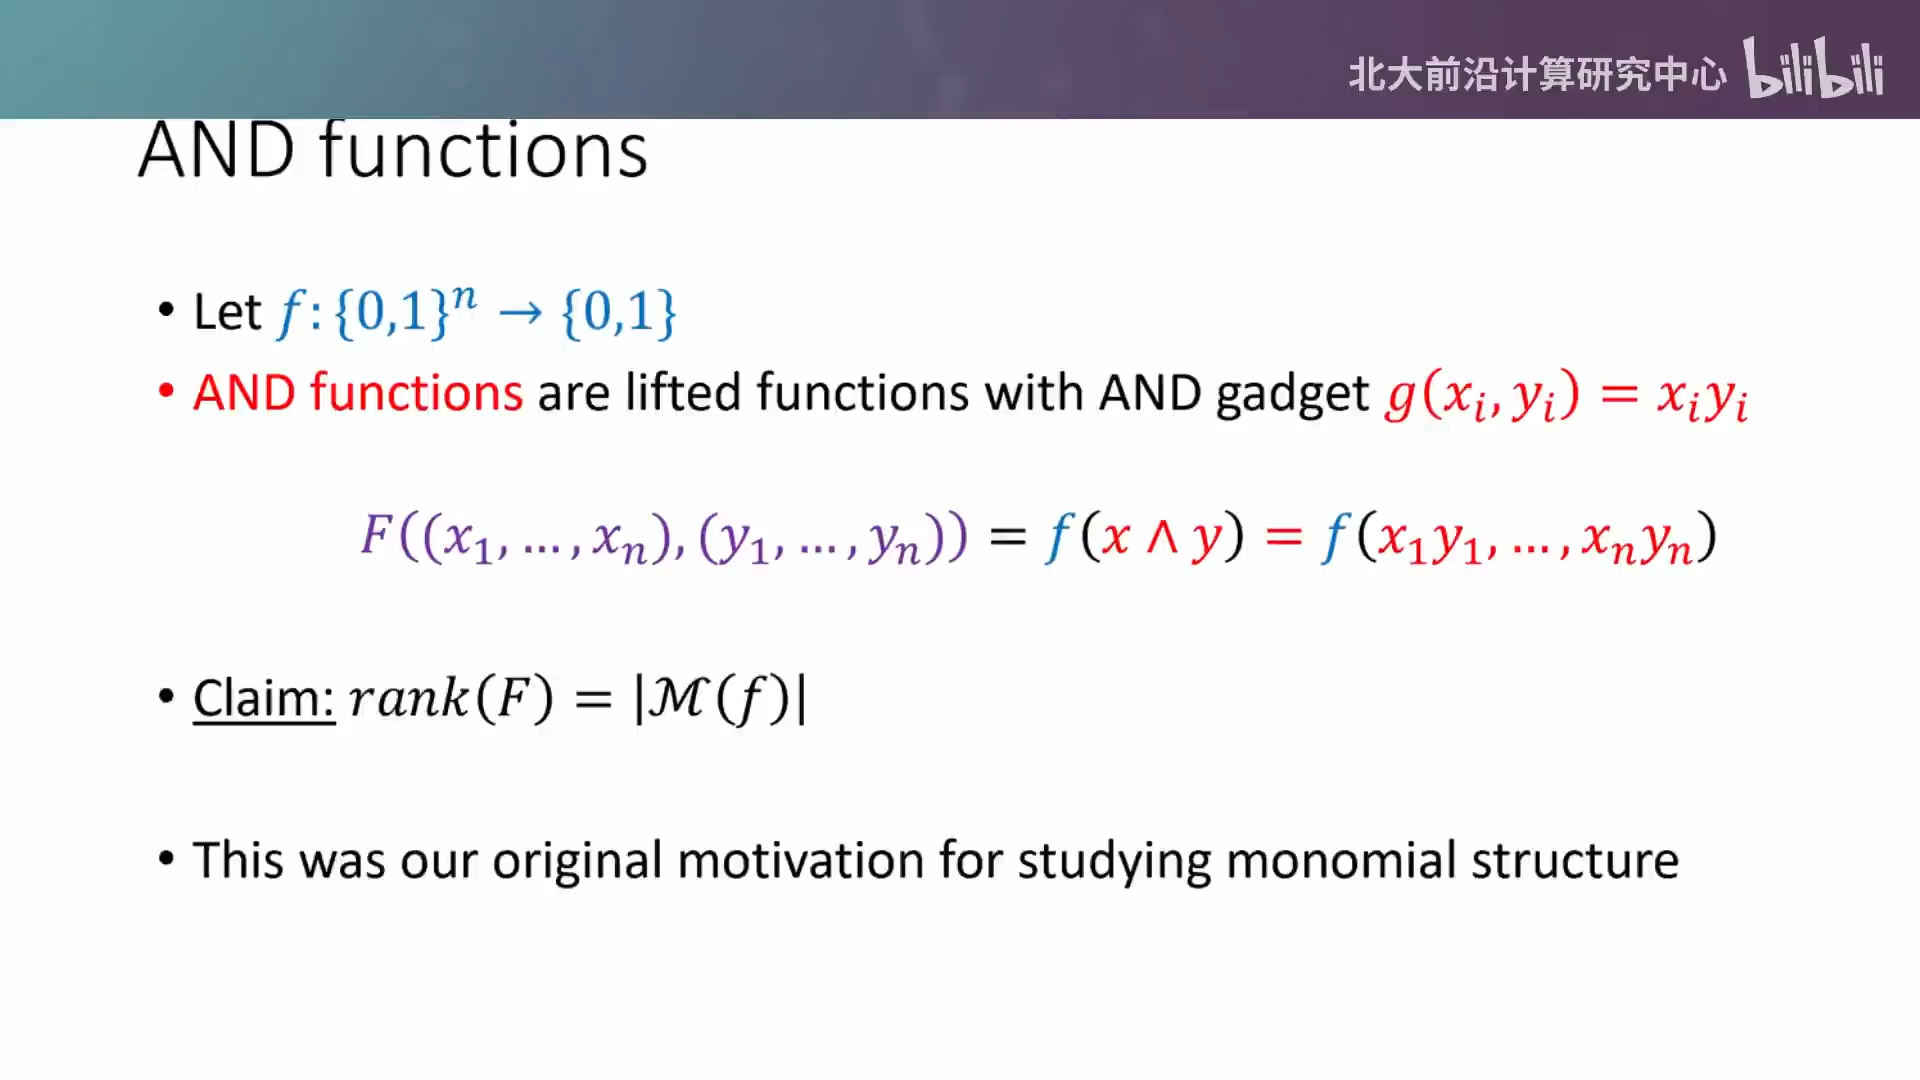 北大前沿计算研究中心 bilibili
AND functions
• Let f: {0,1}ⁿ → {0,1}
• AND functions are lifted functions with AND gadget g(xᵢ, yᵢ) = xᵢyᵢ
F((x₁, … , xₙ), (y₁, … , yₙ)) = f(x ∧ y) = f(x₁y₁, … , xₙyₙ)
• Claim: rank(F) = |ℳ(f)|
• This was our original motivation for studying monomial structure